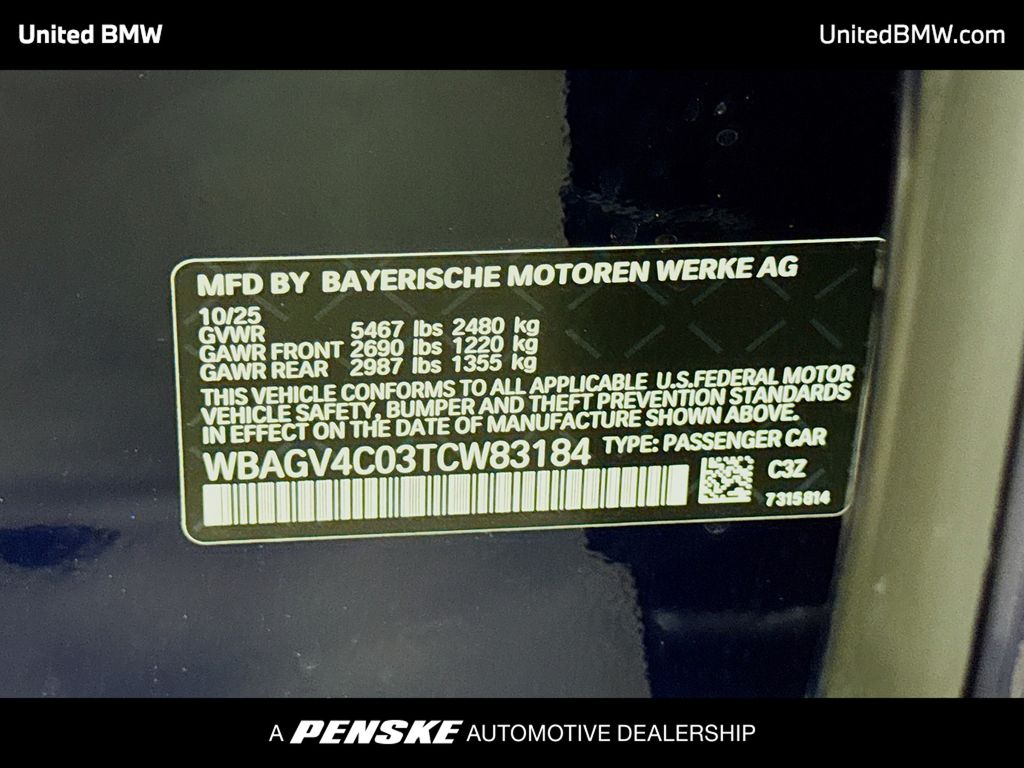 United BMW
UnitedBMW.com
MFD BY BAYERISCHE MOTOREN WERKE AG
10/25
GVWR 5467 lbs 2480 kg
GAWR FRONT 2690 lbs 1220 kg
GAWR REAR 2987 lbs 1355 kg
THIS VEHICLE CONFORMS TO ALL APPLICABLE U.S.FEDERAL MOTOR
VEHICLE SAFETY, BUMPER AND THEFT PREVENTION STANDARDS
IN EFFECT ON THE DATE OF MANUFACTURE SHOWN ABOVE.
WBAGV4C03TCW83184 TYPE: PASSENGER CAR
C3Z
7315814
A PENSKE AUTOMOTIVE DEALERSHIP